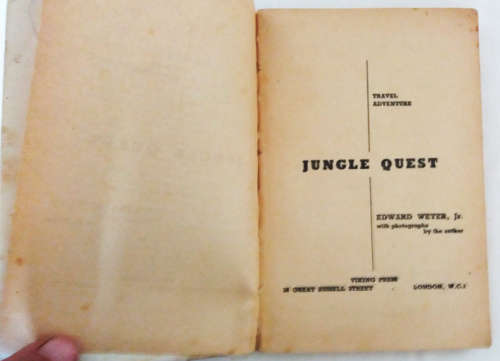 TRAVEL
ADVENTURE
JUNGLE QUEST
EDWARD WEYER, Jr.
with photographs
by the author
VIKING PRESS
GREAT RUSSELL STREET LONDON, W.C.1